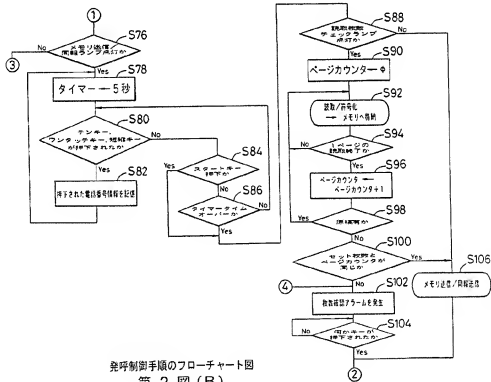 ①
S76
メモリ送信/
同報ランプ
点灯か
No
③
Yes
S78
タイマー←5秒
S80
テンキー、
ワンタッチキー、短縮キー
が押下されたか
No
Yes
S82
押下された電話番号情報を記憶
S84
スタートキー
押下か
Yes
No
S86
タイマータイム
オーバーか
No
Yes
S88
読取枚数
チェックランプ
点灯か
No
Yes
S90
ページカウンター←φ
S92
読取/符号化
→メモリへ格納
S94
1ページの
読取終了か
No
Yes
S96
ページカウンタ←
ページカウンタ+1
S98
原稿有か
Yes
No
S100
セット枚数と
ページカウンタが
同じか
Yes
④
No
S102
枚数確認アラームを発生
S104
何かキーが
押下されたか
No
Yes
②
S106
メモリ送信/同報送信
発呼制御手順のフローチャート図
第2図(B)